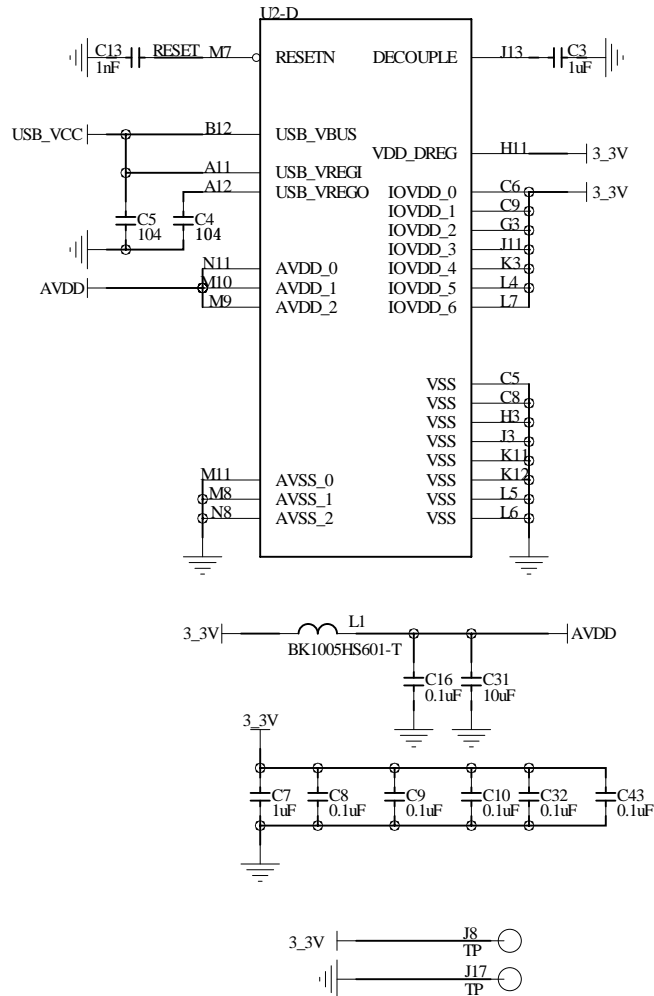 U2-D
C13 RESET M7 RESETN DECOUPLE J13 C3
1nF 1uF
USB_VCC B12 USB_VBUS
VDD_DREG H11 3_3V
A11 USB_VREGI
A12 USB_VREGO IOVDD_0 C6 3_3V
IOVDD_1 C9
C5 C4 IOVDD_2 G3
104 104 IOVDD_3 J11
N11 AVDD_0 IOVDD_4 K3
AVDD M10 AVDD_1 IOVDD_5 L4
M9 AVDD_2 IOVDD_6 L7
VSS C5
VSS C8
VSS H3
VSS J3
VSS K11
M11 AVSS_0 VSS K12
M8 AVSS_1 VSS L5
N8 AVSS_2 VSS L6
3_3V L1 AVDD
BK1005HS601-T
C16 C31
0.1uF 10uF
3_3V
C7 C8 C9 C10 C32 C43
1uF 0.1uF 0.1uF 0.1uF 0.1uF 0.1uF
3_3V J8
TP
J17
TP